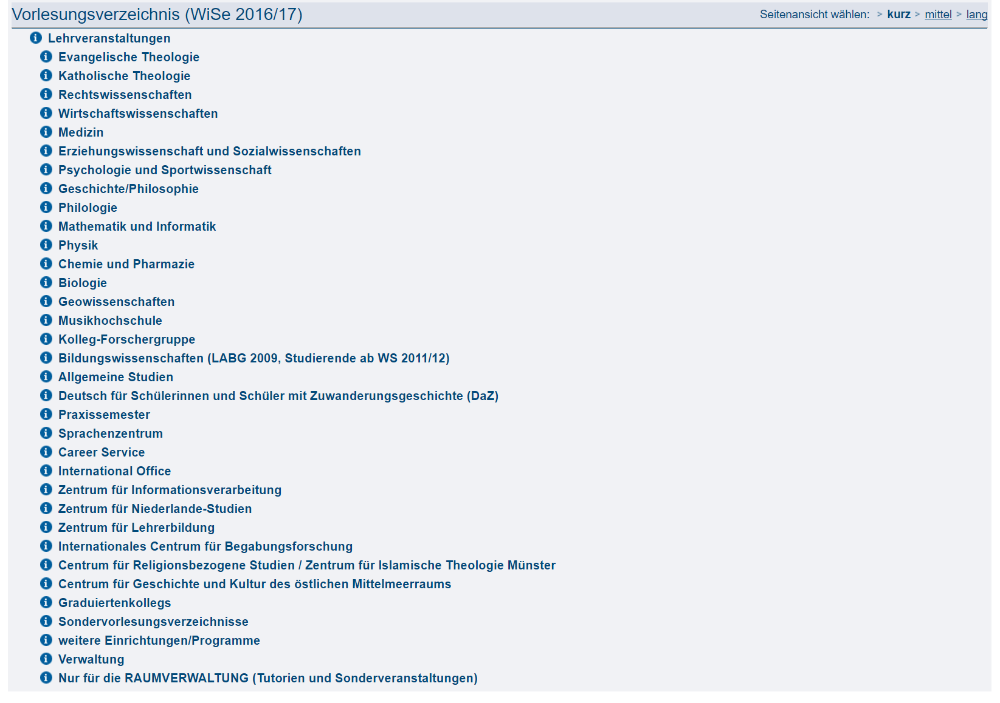 Vorlesungsverzeichnis (WiSe 2016/17) Seitenansicht wählen: > kurz > mittel > lang
Lehrveranstaltungen
Evangelische Theologie
Katholische Theologie
Rechtswissenschaften
Wirtschaftswissenschaften
Medizin
Erziehungswissenschaft und Sozialwissenschaften
Psychologie und Sportwissenschaft
Geschichte/Philosophie
Philologie
Mathematik und Informatik
Physik
Chemie und Pharmazie
Biologie
Geowissenschaften
Musikhochschule
Kolleg-Forschergruppe
Bildungswissenschaften (LABG 2009, Studierende ab WS 2011/12)
Allgemeine Studien
Deutsch für Schülerinnen und Schüler mit Zuwanderungsgeschichte (DaZ)
Praxissemester
Sprachenzentrum
Career Service
International Office
Zentrum für Informationsverarbeitung
Zentrum für Niederlande-Studien
Zentrum für Lehrerbildung
Internationales Centrum für Begabungsforschung
Centrum für Religionsbezogene Studien / Zentrum für Islamische Theologie Münster
Centrum für Geschichte und Kultur des östlichen Mittelmeerraums
Graduiertenkollegs
Sondervorlesungsverzeichnisse
weitere Einrichtungen/Programme
Verwaltung
Nur für die RAUMVERWALTUNG (Tutorien und Sonderveranstaltungen)